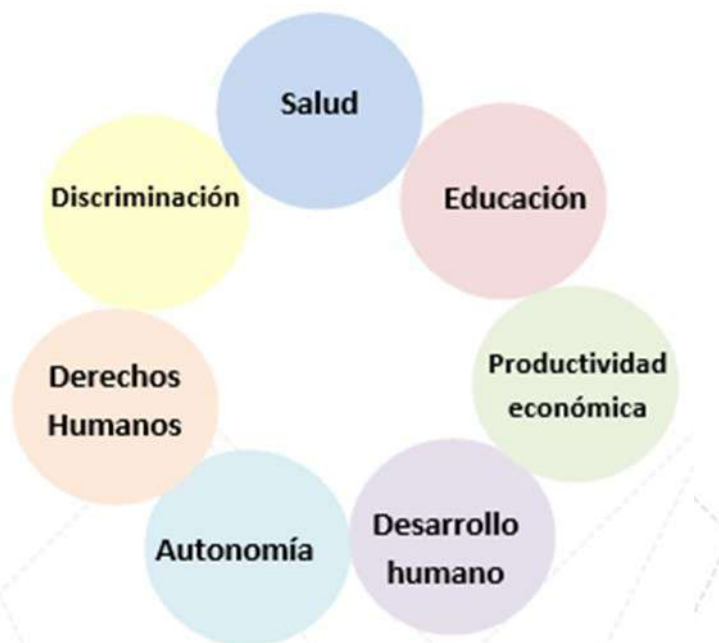 Salud
Educación
Productividad
económica
Desarrollo
humano
Autonomía
Derechos
Humanos
Discriminación